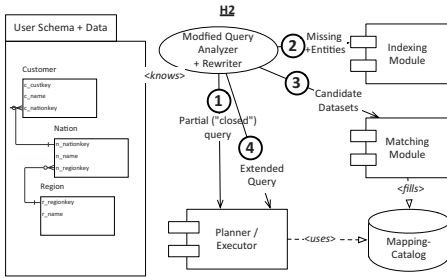 H2
User Schema + Data
Customer
c_custkey
c_name
c_nationkey
Nation
n_nationkey
n_name
n_regionkey
Region
r_regionkey
r_name
Modified Query
Analyzer
+ Rewriter
<knows>
1
Partial ("closed")
query
2
Missing
+Entities
3
Candidate
Datasets
4
Extended
Query
Indexing
Module
Matching
Module
<fills>
Planner /
Executor
<uses>
Mapping-
Catalog